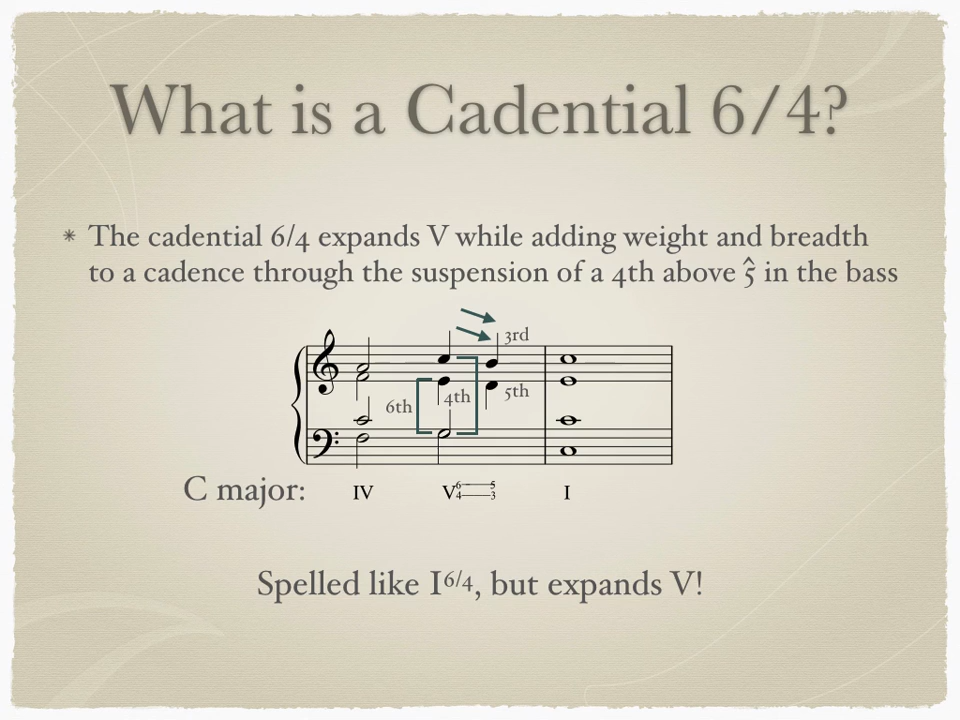 What is a Cadential 6/4?
The cadential 6/4 expands V while adding weight and breadth
to a cadence through the suspension of a 4th above 5̂ in the bass
3rd
6th 4th 5th
C major: IV V6/4 5/3 I
Spelled like I6/4, but expands V!